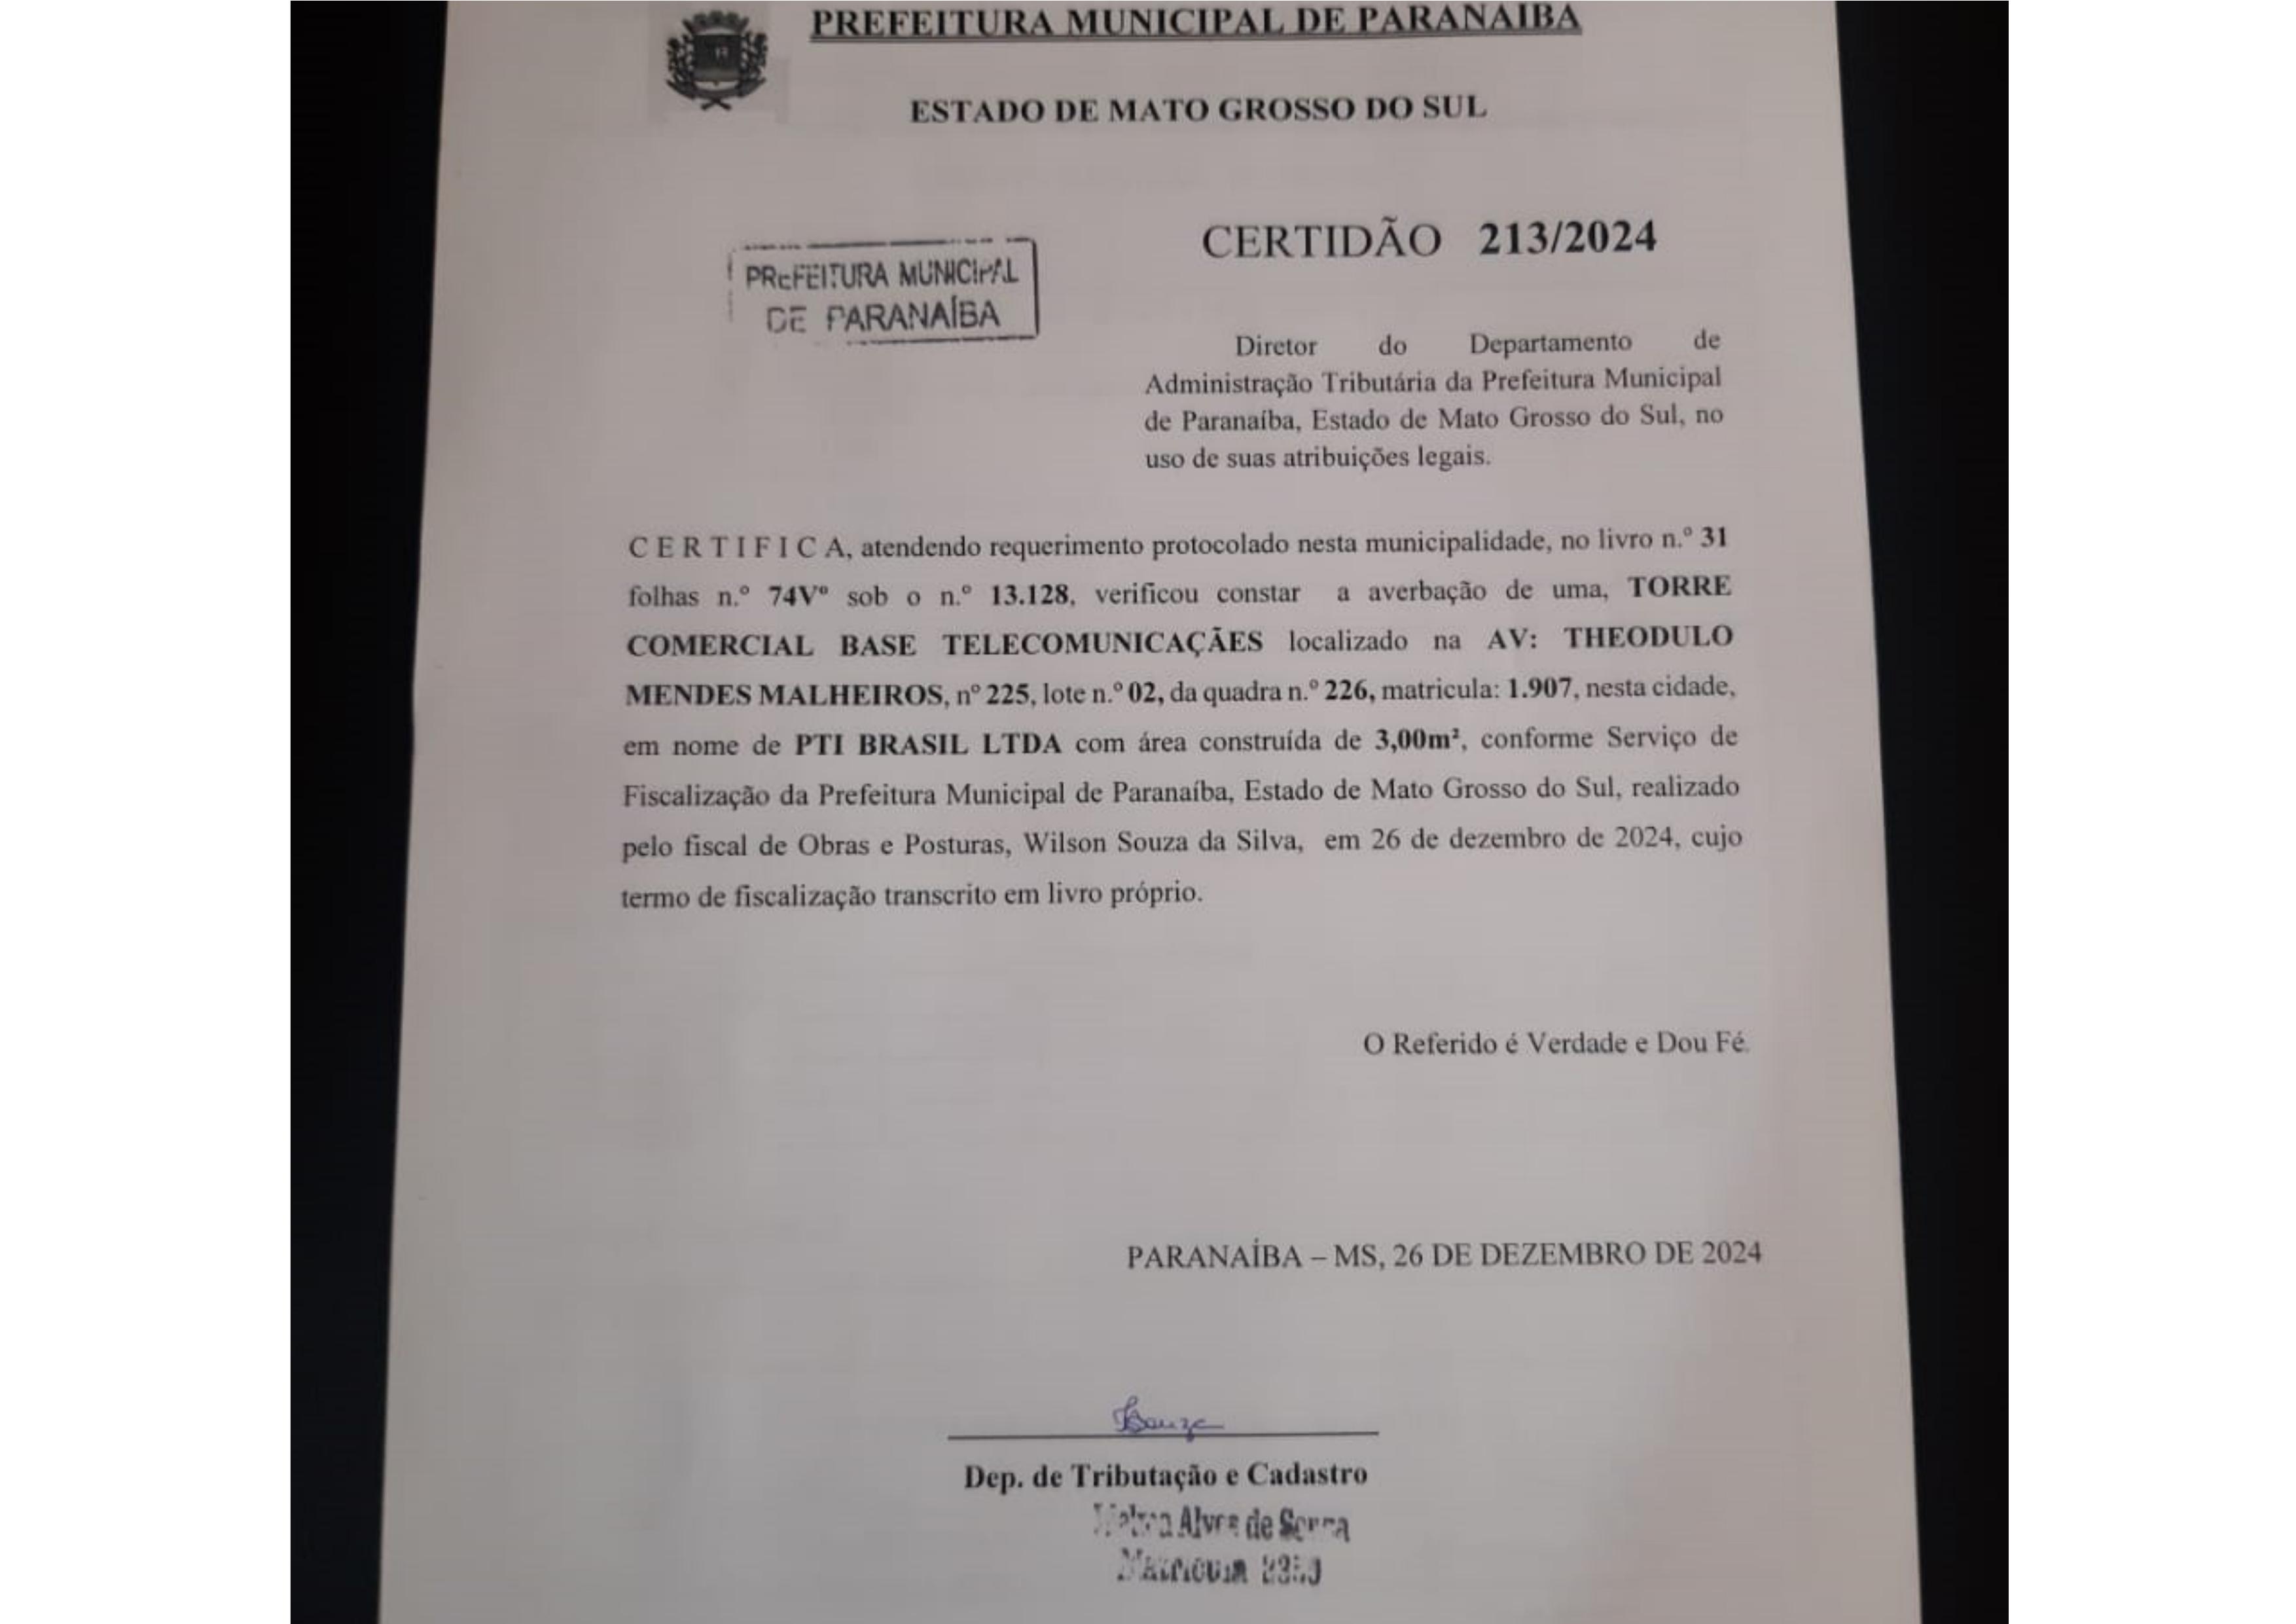 PREFEITURA MUNICIPAL DE PARANAIBA
ESTADO DE MATO GROSSO DO SUL
CERTIDÃO 213/2024
PREFEITURA MUNICIPAL
DE PARANAÍBA
Diretor do Departamento de
Administração Tributária da Prefeitura Municipal
de Paranaíba, Estado de Mato Grosso do Sul, no
uso de suas atribuições legais.
C E R T I F I C A, atendendo requerimento protocolado nesta municipalidade, no livro n.º 31
folhas n.º 74Vº sob o n.º 13.128, verificou constar a averbação de uma, TORRE
COMERCIAL BASE TELECOMUNICAÇÃES localizado na AV: THEODULO
MENDES MALHEIROS, nº 225, lote n.º 02, da quadra n.º 226, matricula: 1.907, nesta cidade,
em nome de PTI BRASIL LTDA com área construída de 3,00m², conforme Serviço de
Fiscalização da Prefeitura Municipal de Paranaíba, Estado de Mato Grosso do Sul, realizado
pelo fiscal de Obras e Posturas, Wilson Souza da Silva, em 26 de dezembro de 2024, cujo
termo de fiscalização transcrito em livro próprio.
O Referido é Verdade e Dou Fé.
PARANAÍBA – MS, 26 DE DEZEMBRO DE 2024
Dep. de Tributação e Cadastro
Alves de
Matricula